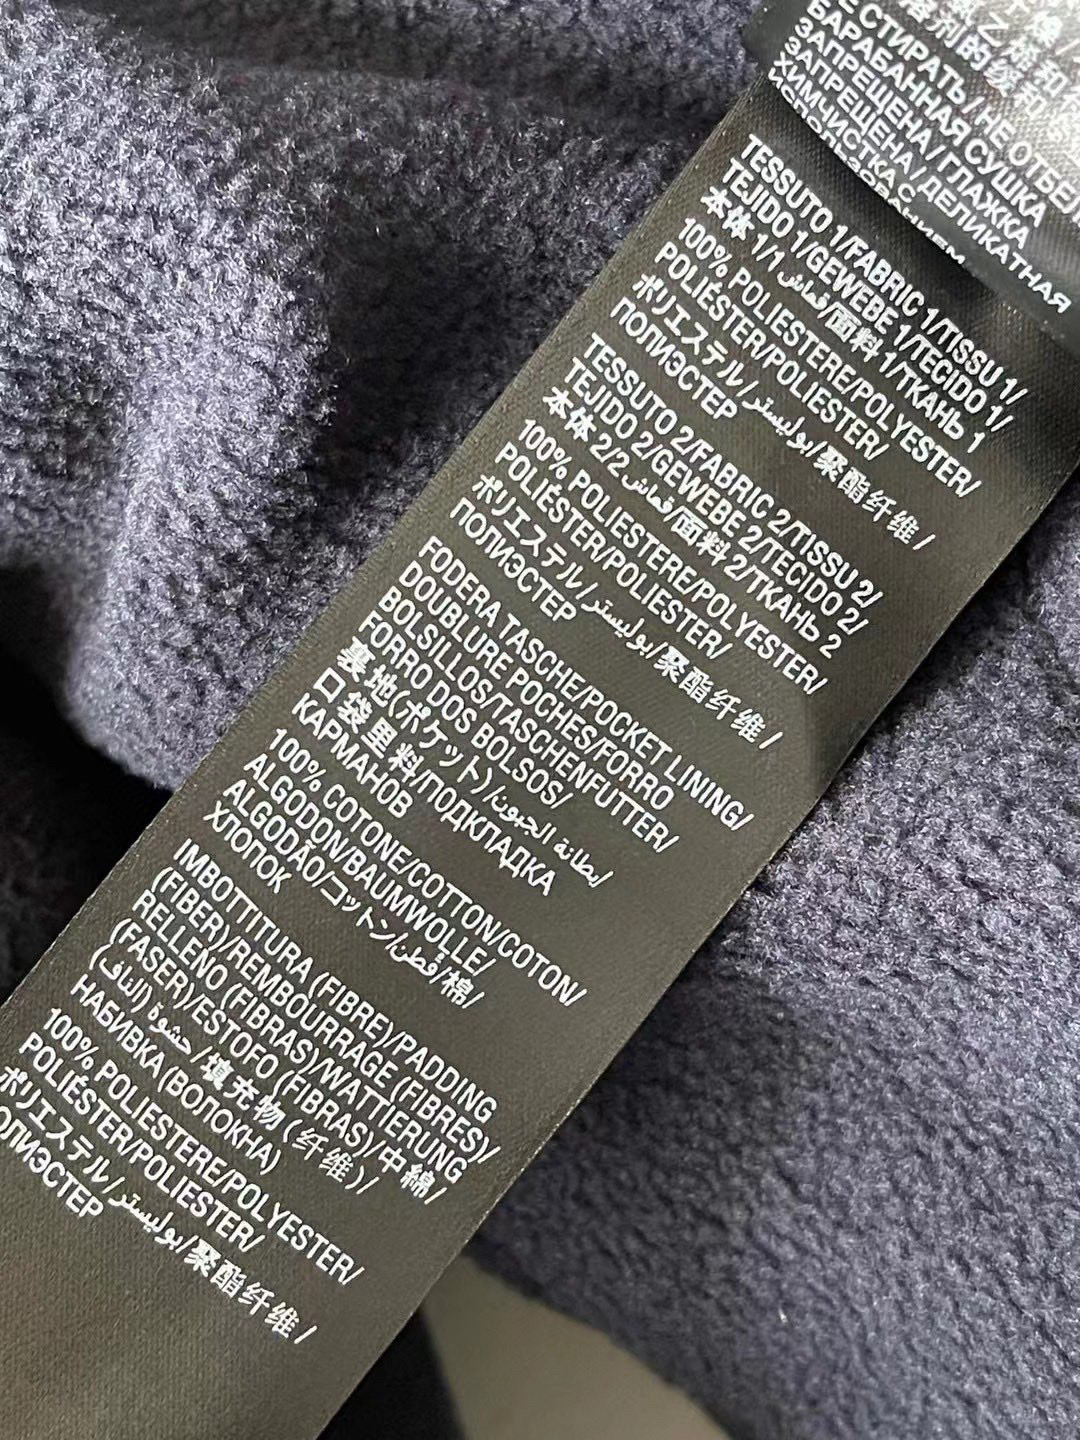 СТИРАТЬ/НЕ ОТБЕЛ
БАРАБАННАЯ СУШКА
ЗАПРЕЩЕНА/ГЛАЖКА
ЗАПРЕЩЕНА/ДЕЛИКАТНАЯ
ХИМЧИСТКА С
TESSUTO 1/FABRIC 1/TISSU 1/
TEJIDO 1/GEWEBE 1/TECIDO 1/
本体 1/قماش 1/面料 1/ТКАНЬ 1
100% POLIESTERE/POLYESTER/
POLIÉSTER/POLIESTER/
ポリエステル/بوليستر/聚酯纤维/
ПОЛИЭСТЕР
TESSUTO 2/FABRIC 2/TISSU 2/
TEJIDO 2/GEWEBE 2/TECIDO 2/
本体 2/قماش 2/面料 2/ТКАНЬ 2
100% POLIESTERE/POLYESTER/
POLIÉSTER/POLIESTER/
ポリエステル/بوليستر/聚酯纤维/
ПОЛИЭСТЕР
FODERA TASCHE/POCKET LINING/
DOUBLURE POCHES/FORRO
BOLSILLOS/TASCHENFUTTER/
FORRO DOS BOLSOS/
裏地(ポケット)/بطانة الجيوب/
口袋里料/ПОДКЛАДКА
КАРМАНОВ
100% COTONE/COTTON/COTON/
ALGODON/BAUMWOLLE/
ALGODÃO/コットン/قطن/棉/
ХЛОПОК
IMBOTTITURA (FIBRE)/PADDING
(FIBER)/REMBOURRAGE (FIBRES)/
RELLENO (FIBRAS)/WATTIERUNG
(FASER)/ESTOFO (FIBRAS)/中綿/
حشوة (الياف)/填充物 (纤维)/
НАБИВКА (ВОЛОКНА)
100% POLIESTERE/POLYESTER/
POLIÉSTER/POLIESTER/
ポリエステル/بوليستر/聚酯纤维/
ПОЛИЭСТЕР